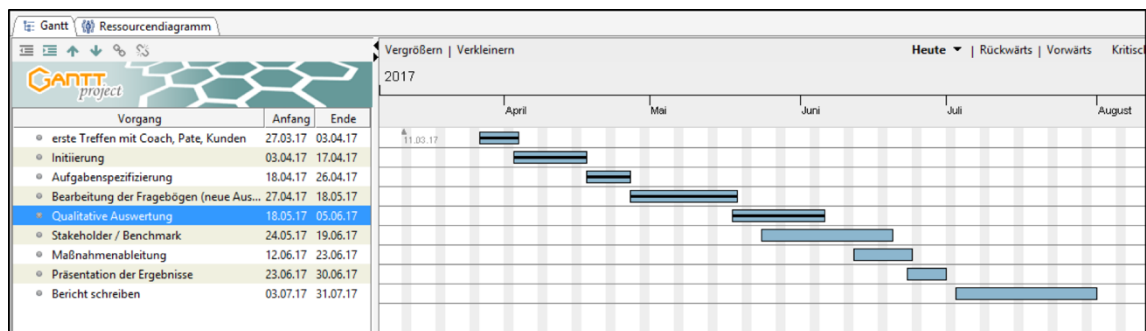 Gantt Ressourcendiagramm
Vergrößern | Verkleinern Heute | Rückwärts | Vorwärts Kritisch
GANTT project
2017
April Mai Juni Juli August
Vorgang Anfang Ende
11.03.17
erste Treffen mit Coach, Pate, Kunden 27.03.17 03.04.17
Initiierung 03.04.17 17.04.17
Aufgabenspezifizierung 18.04.17 26.04.17
Bearbeitung der Fragebögen (neue Aus... 27.04.17 18.05.17
Qualitative Auswertung 18.05.17 05.06.17
Stakeholder / Benchmark 24.05.17 19.06.17
Maßnahmenableitung 12.06.17 23.06.17
Präsentation der Ergebnisse 23.06.17 30.06.17
Bericht schreiben 03.07.17 31.07.17